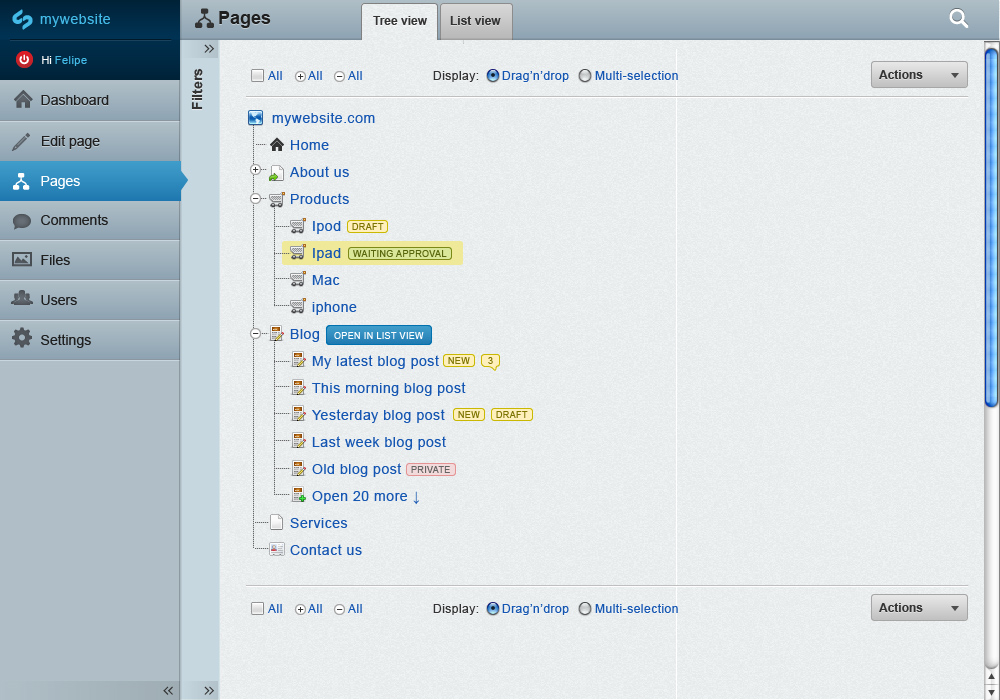 mywebsite
Hi Felipe
Dashboard
Edit page
Pages
Comments
Files
Users
Settings
Pages
Tree view
List view
Filters
All All All
Display: Drag'n'drop Multi-selection
Actions
mywebsite.com
Home
About us
Products
Ipod DRAFT
Ipad WAITING APPROVAL
Mac
iphone
Blog OPEN IN LIST VIEW
My latest blog post NEW 3
This morning blog post
Yesterday blog post NEW DRAFT
Last week blog post
Old blog post PRIVATE
Open 20 more ↓
Services
Contact us
All All All
Display: Drag'n'drop Multi-selection
Actions